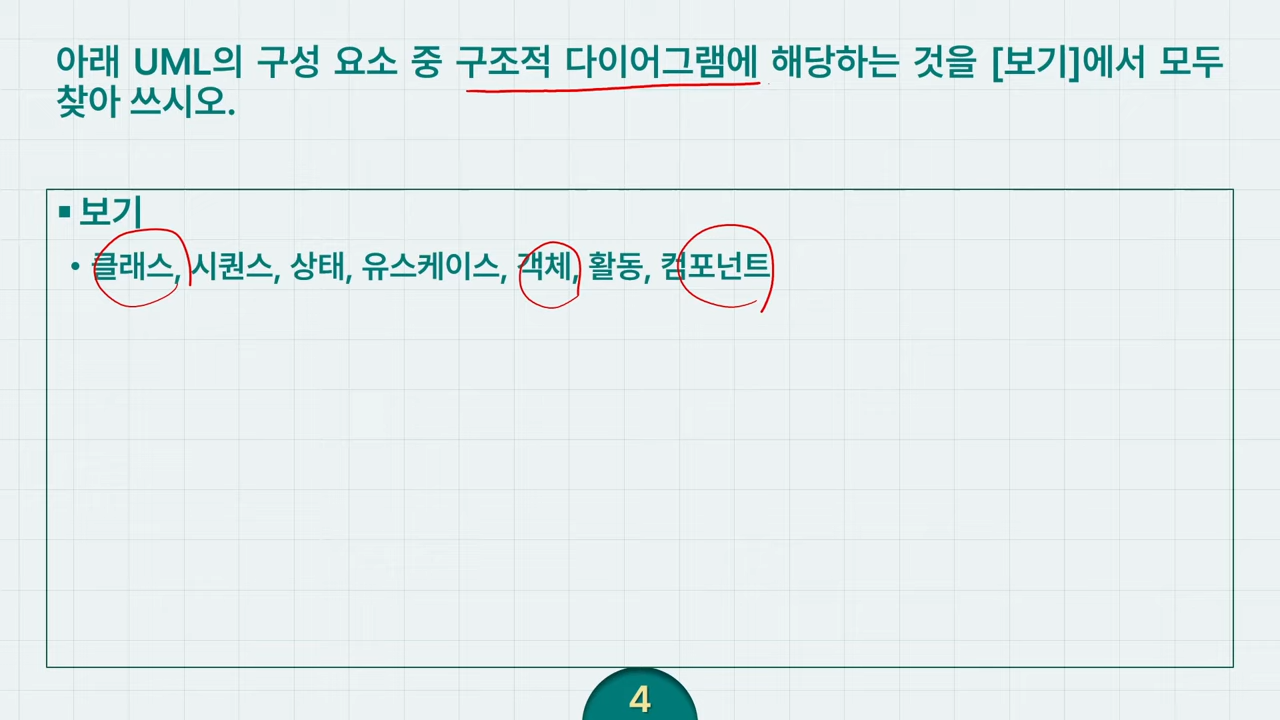 아래 UML의 구성 요소 중 구조적 다이어그램에 해당하는 것을 [보기]에서 모두
찾아 쓰시오.
▪ 보기
• 클래스, 시퀀스, 상태, 유스케이스, 객체, 활동, 컴포넌트
4